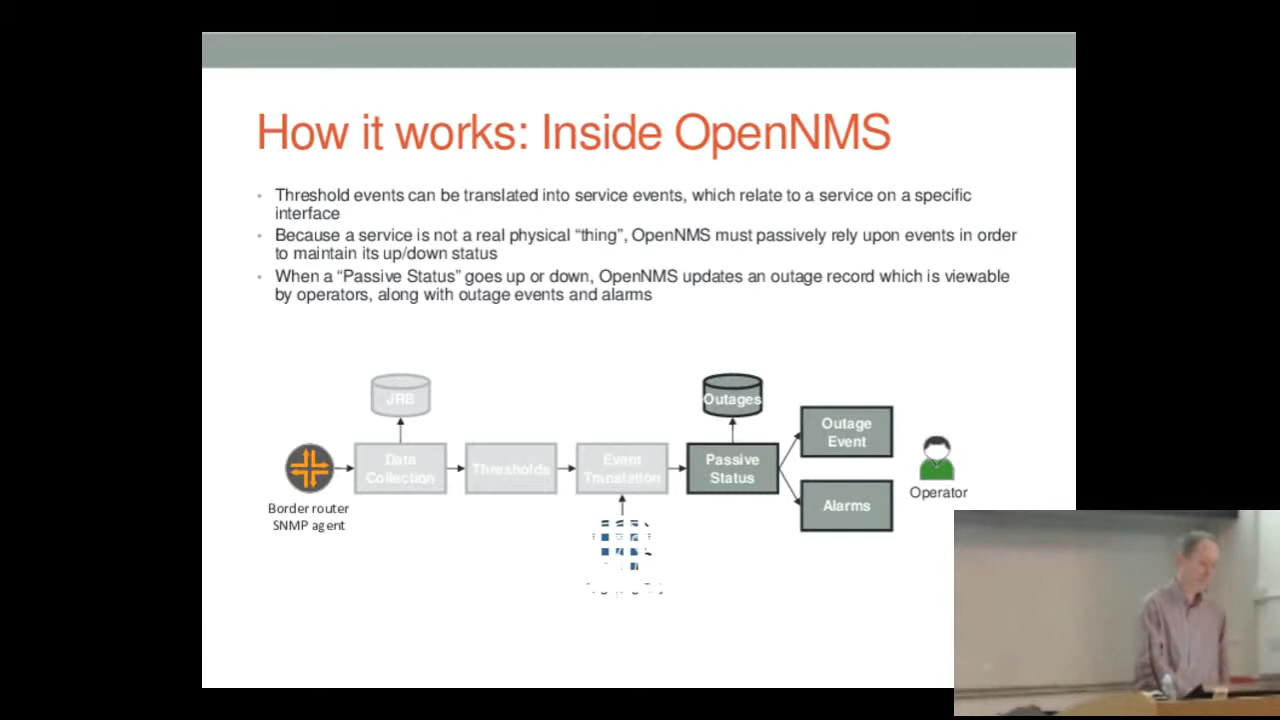 How it works: Inside OpenNMS
Threshold events can be translated into service events, which relate to a service on a specific
interface
Because a service is not a real physical “thing”, OpenNMS must passively rely upon events in order
to maintain its up/down status
When a “Passive Status” goes up or down, OpenNMS updates an outage record which is viewable
by operators, along with outage events and alarms
JRB
Outages
Outage
Event
Data
Collection
Thresholds
Event
Translation
Passive
Status
Alarms
Operator
Border router
SNMP agent